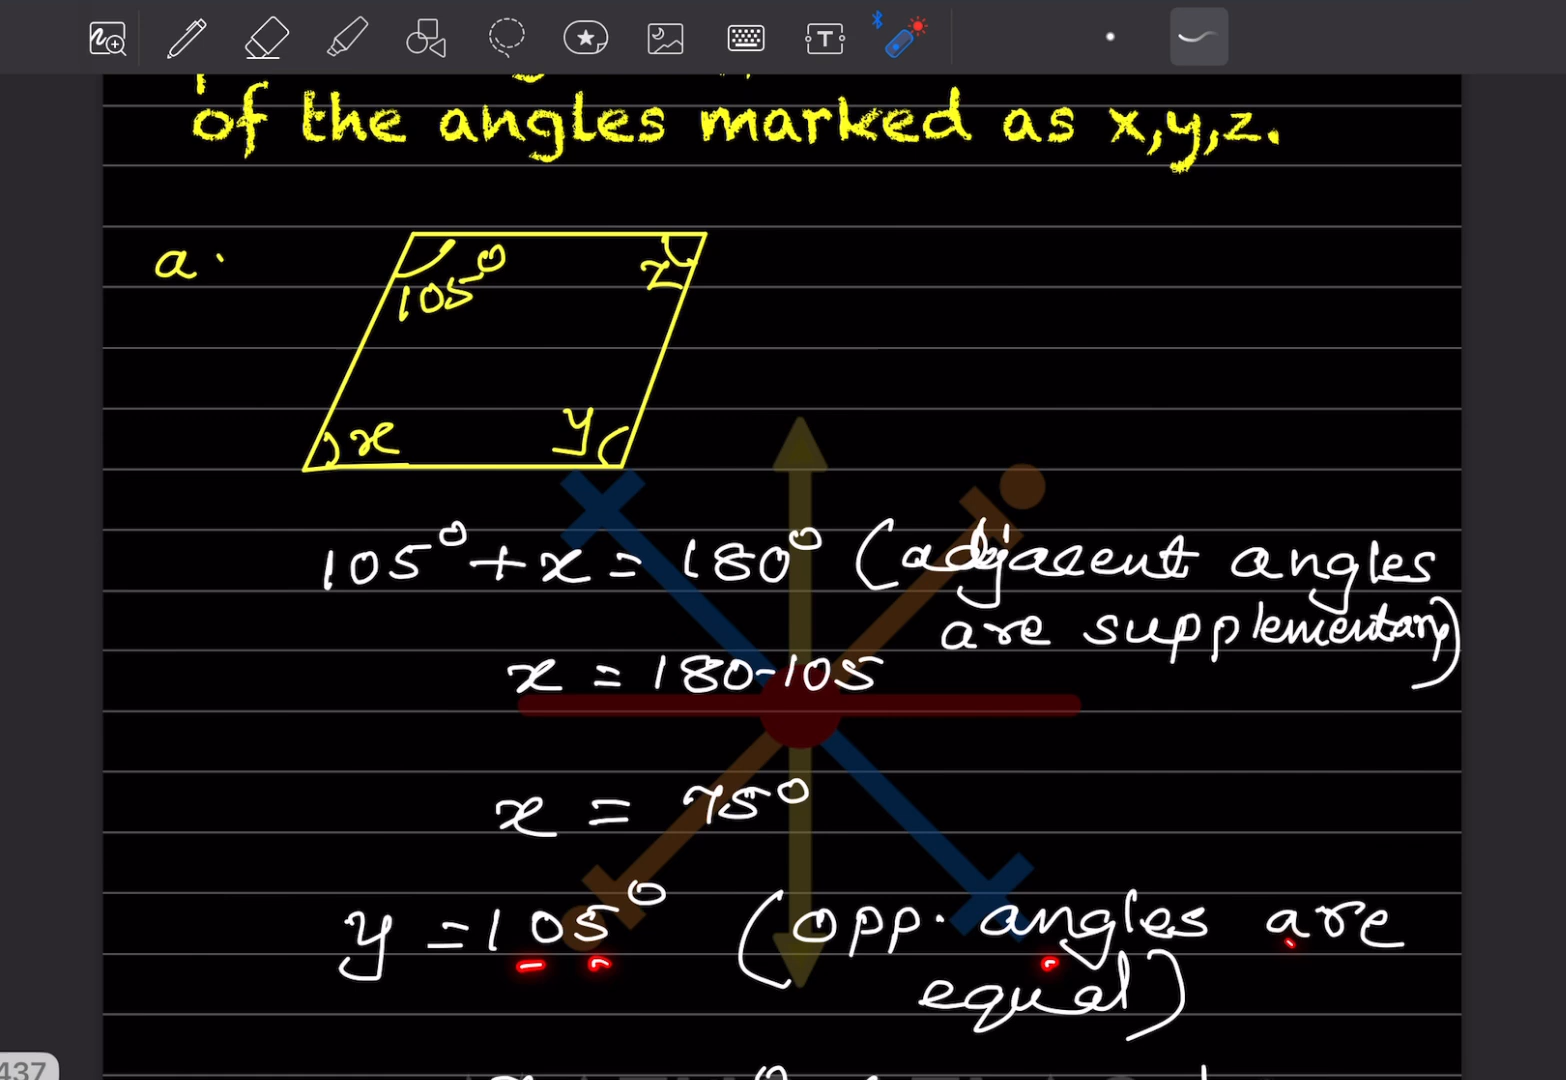 of the angles marked as x,y,z.
a.
105°
z
x
y
105° + x = 180° (adjacent angles
are supplementary)
x = 180-105
x = 75°
y = 105° (opp. angles are
equal)
437